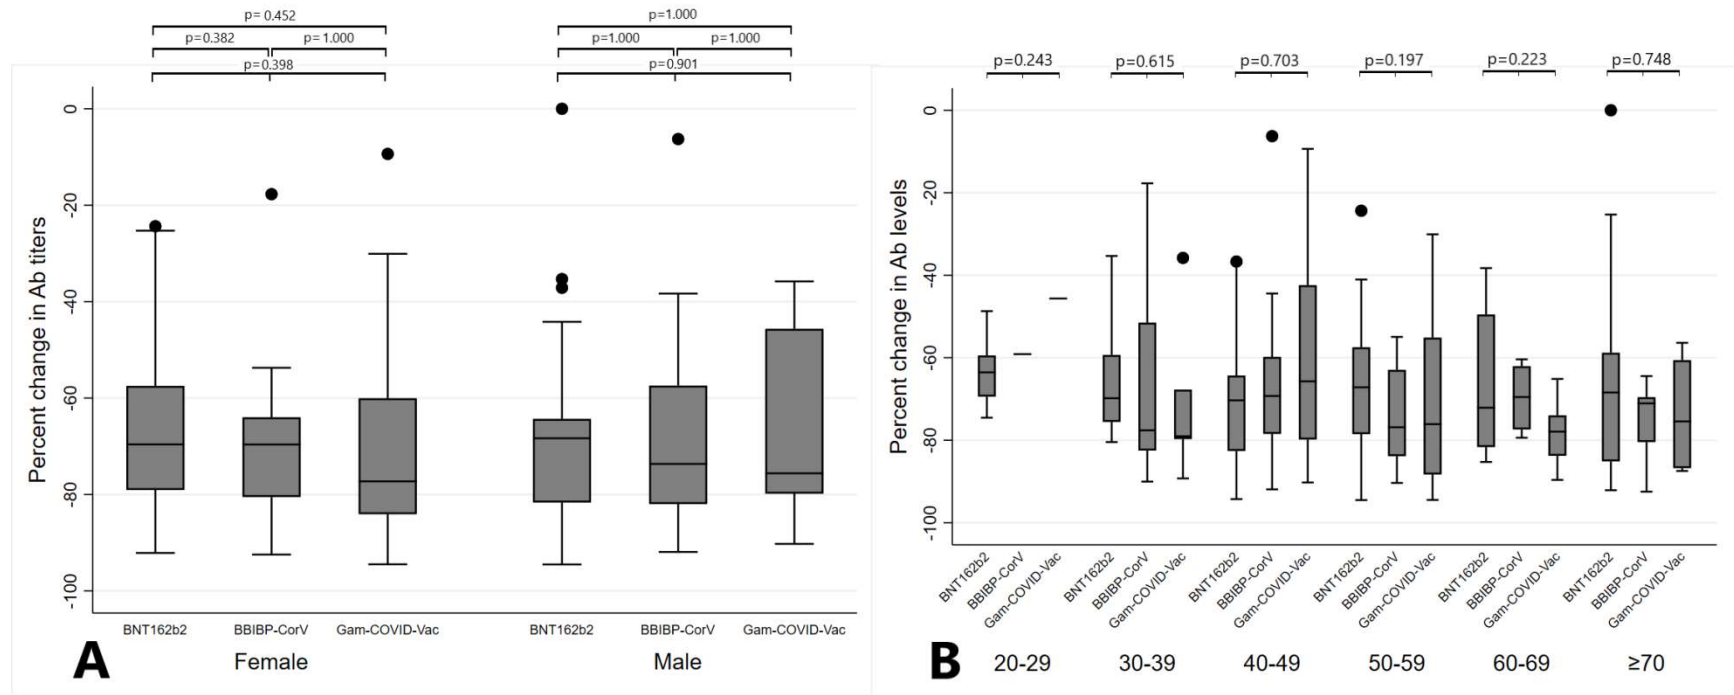 p= 0.452
p=0.382
p= 1.000
p=0.398
p=1.000
p=1.000
p=1.000
p=0.901
Percent change in Ab titers
0
-20
-40
-60
-80
-100
BNT162b2
BBIBP-CorV
Gam-COVID-Vac
BNT162b2
BBIBP-CorV
Gam-COVID-Vac
A
Female
Male
p=0.243
p=0.615
p=0.703
p=0.197
p=0.223
p=0.748
Percent change in Ab levels
0
-20
-40
-60
-80
-100
BNT162b2
BBIBP-CorV
Gam-COVID-Vac
BNT162b2
BBIBP-CorV
Gam-COVID-Vac
BNT162b2
BBIBP-CorV
Gam-COVID-Vac
BNT162b2
BBIBP-CorV
Gam-COVID-Vac
BNT162b2
BBIBP-CorV
Gam-COVID-Vac
BNT162b2
BBIBP-CorV
Gam-COVID-Vac
B
20-29
30-39
40-49
50-59
60-69
≥70